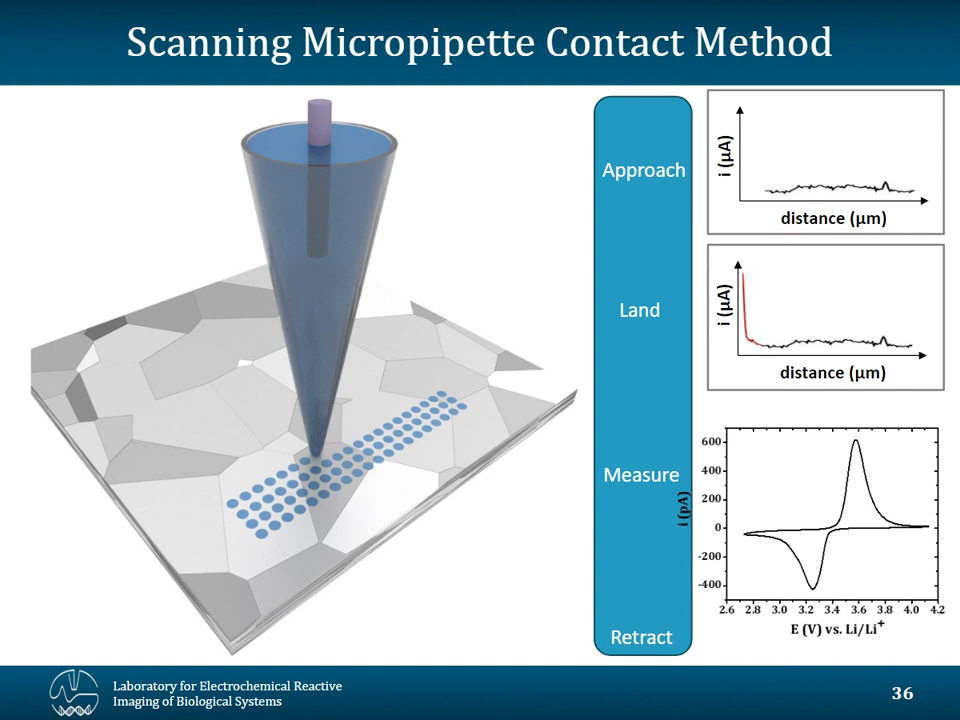 Scanning Micropipette Contact Method
Approach
Land
Measure
Retract
i (µA)
distance (µm)
i (µA)
distance (µm)
i (pA)
600
400
200
0
-200
-400
2.6 2.8 3.0 3.2 3.4 3.6 3.8 4.0 4.2
E (V) vs. Li/Li⁺
Laboratory for Electrochemical Reactive
Imaging of Biological Systems
36